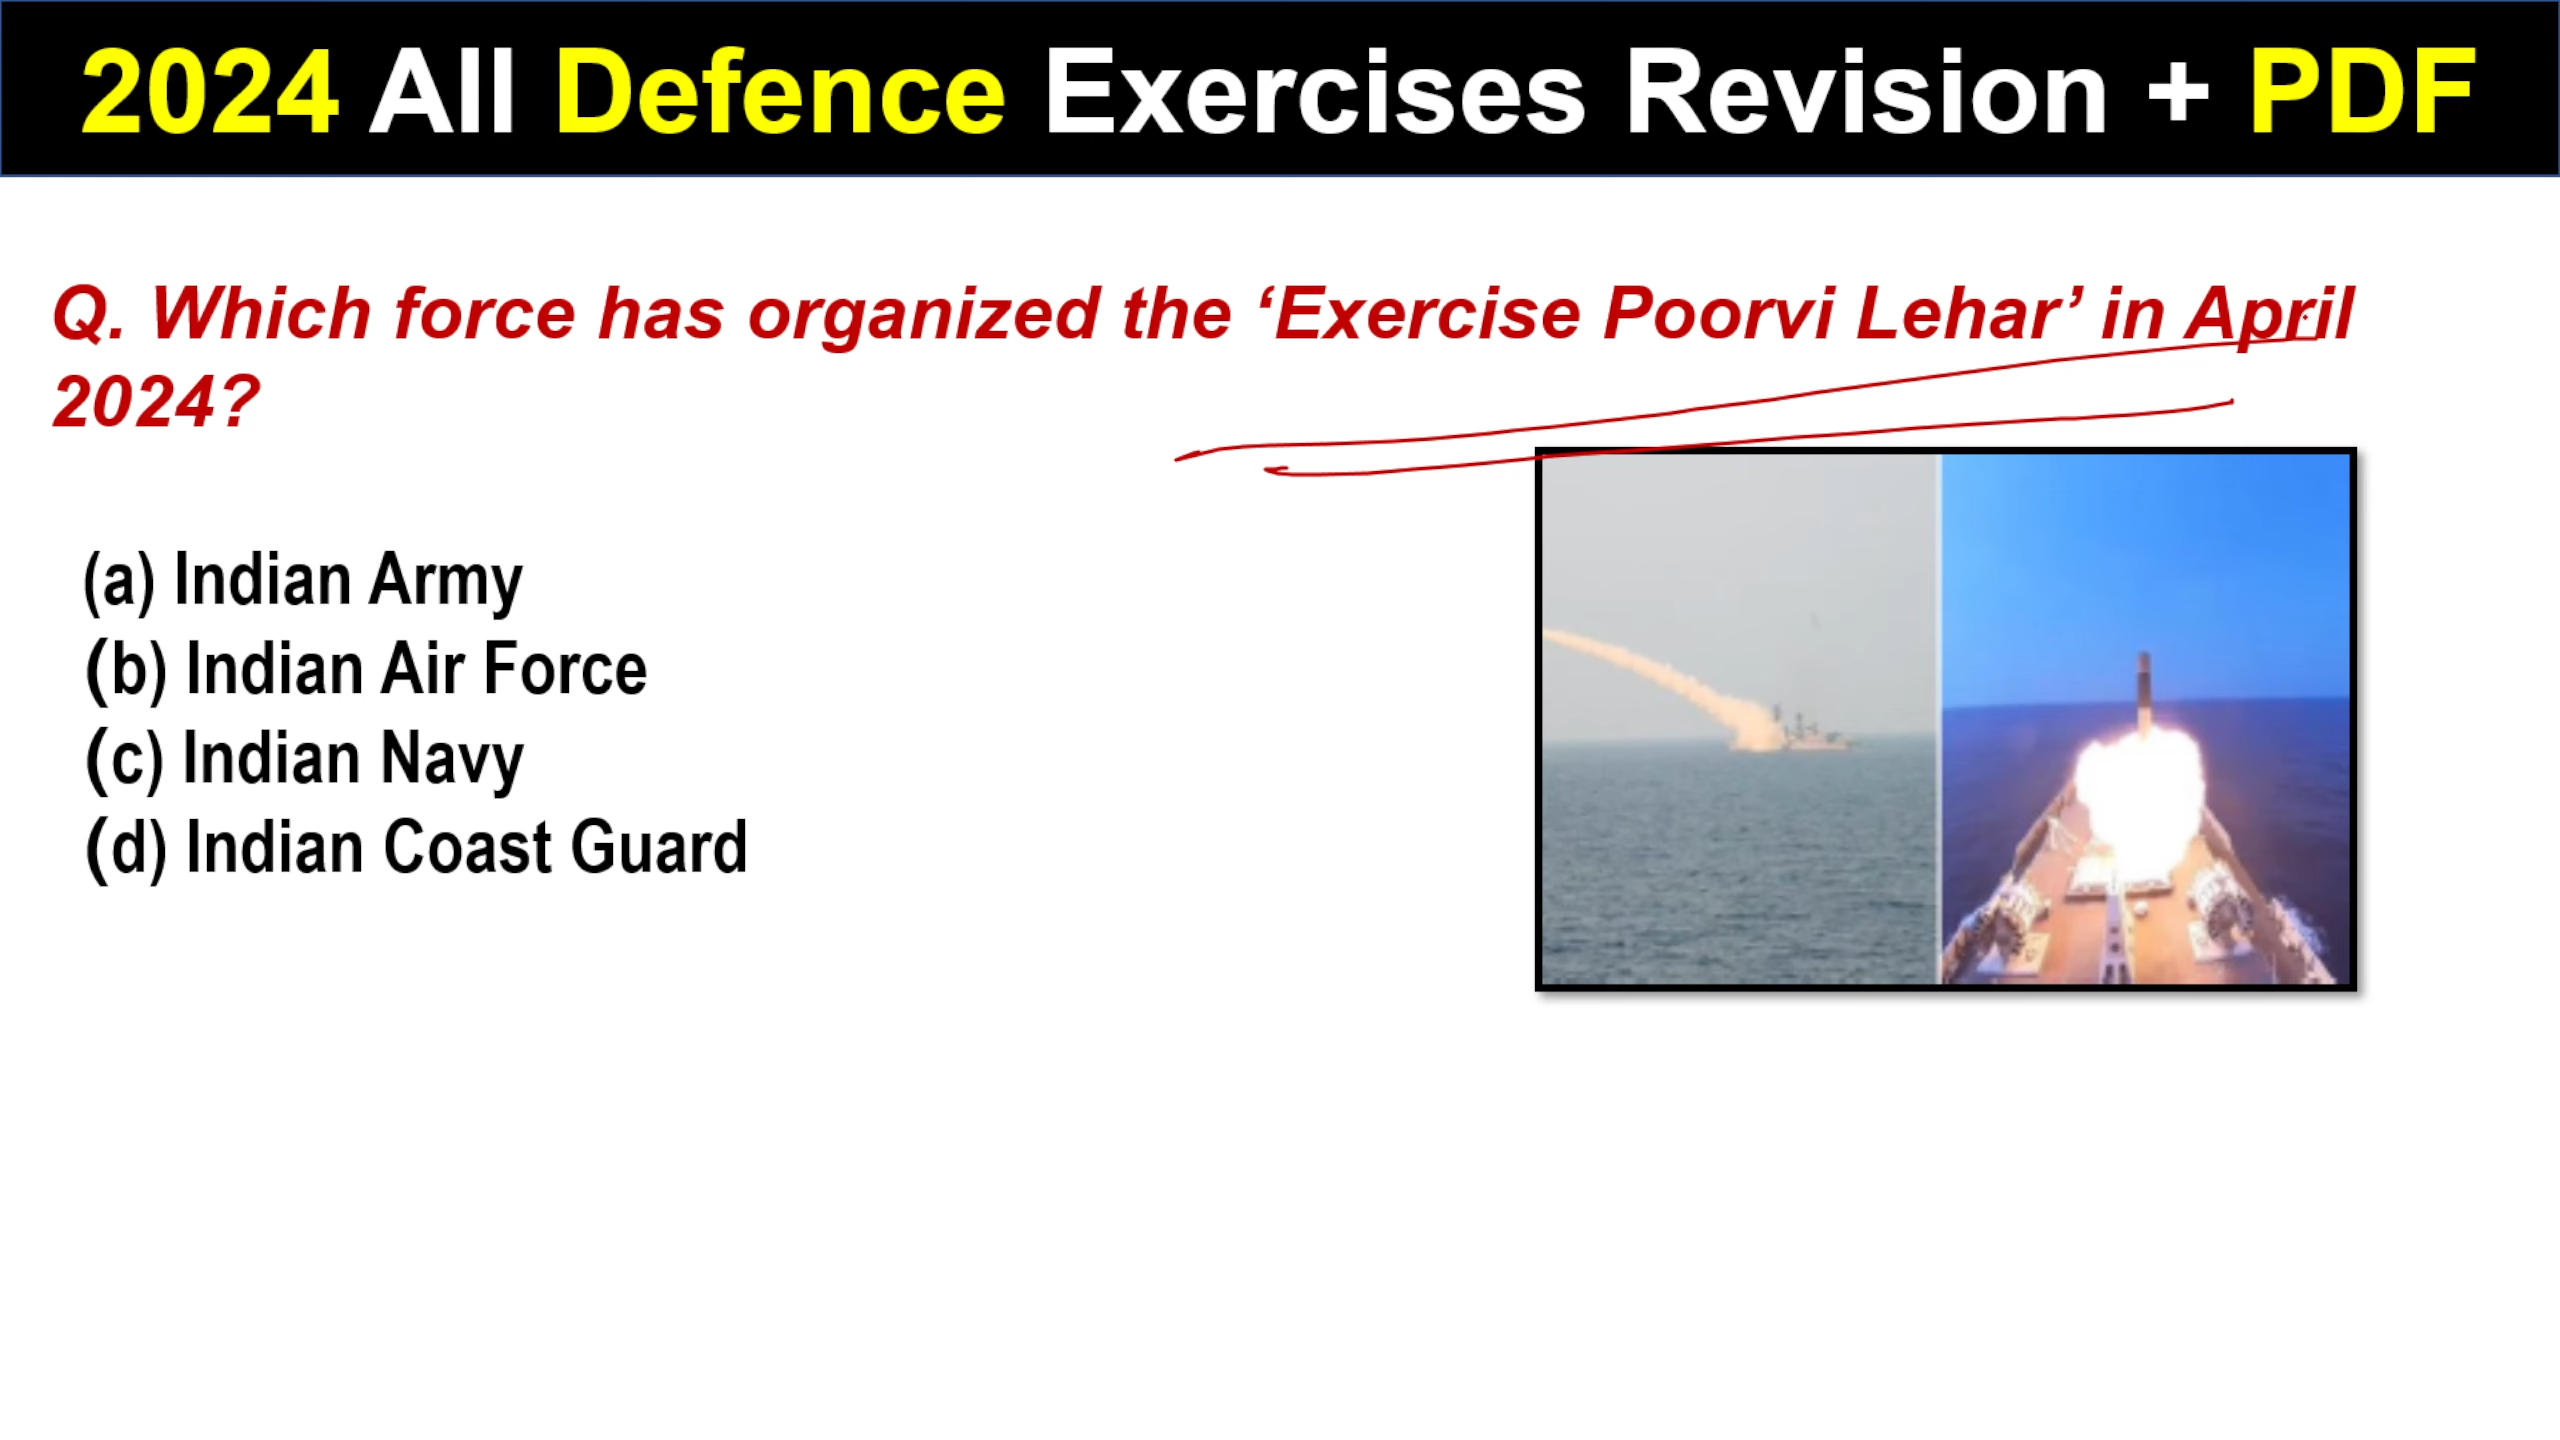 2024 All Defence Exercises Revision + PDF
Q. Which force has organized the ‘Exercise Poorvi Lehar’ in April
2024?
(a) Indian Army
(b) Indian Air Force
(c) Indian Navy
(d) Indian Coast Guard